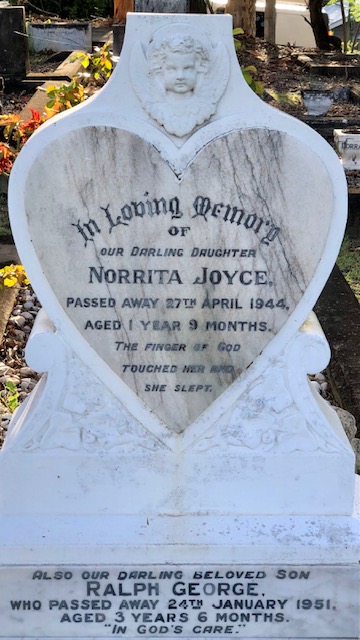 In Loving Memory
OF
OUR DARLING DAUGHTER
NORRITA JOYCE,
PASSED AWAY 27TH APRIL 1944,
AGED 1 YEAR 9 MONTHS.
THE FINGER OF GOD
TOUCHED HER AND
SHE SLEPT.
ALSO OUR DARLING BELOVED SON
RALPH GEORGE,
WHO PASSED AWAY 24TH JANUARY 1951,
AGED 3 YEARS 6 MONTHS.
"IN GOD'S CARE."